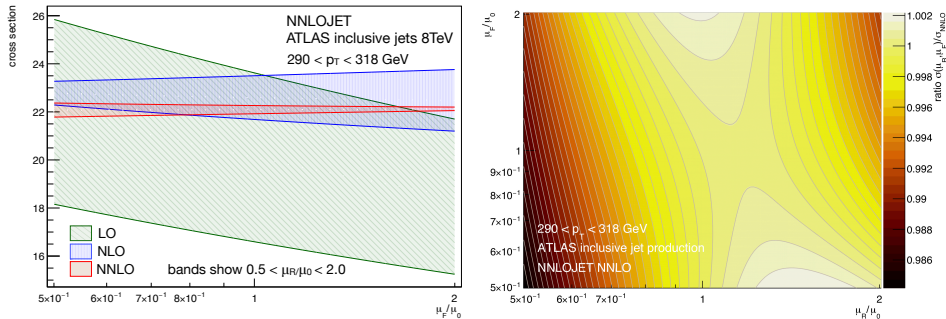 cross section
26
24
22
20
18
16
NNLOJET
ATLAS inclusive jets 8TeV
290 < pT < 318 GeV
LO
NLO
NNLO
bands show 0.5 < μR/μ0 < 2.0
5×10⁻¹ 6×10⁻¹ 7×10⁻¹ 8×10⁻¹ 1 2
μF/μ0
μF/μ0
2
1
9×10⁻¹
8×10⁻¹
7×10⁻¹
6×10⁻¹
5×10⁻¹
290 < pT < 318 GeV
ATLAS inclusive jet production
NNLOJET NNLO
5×10⁻¹ 6×10⁻¹ 7×10⁻¹ 1 2
μR/μ0
1.002
1
0.998
0.996
0.994
0.992
0.99
0.988
0.986
ratio σ(μR,μF)/σNNLO